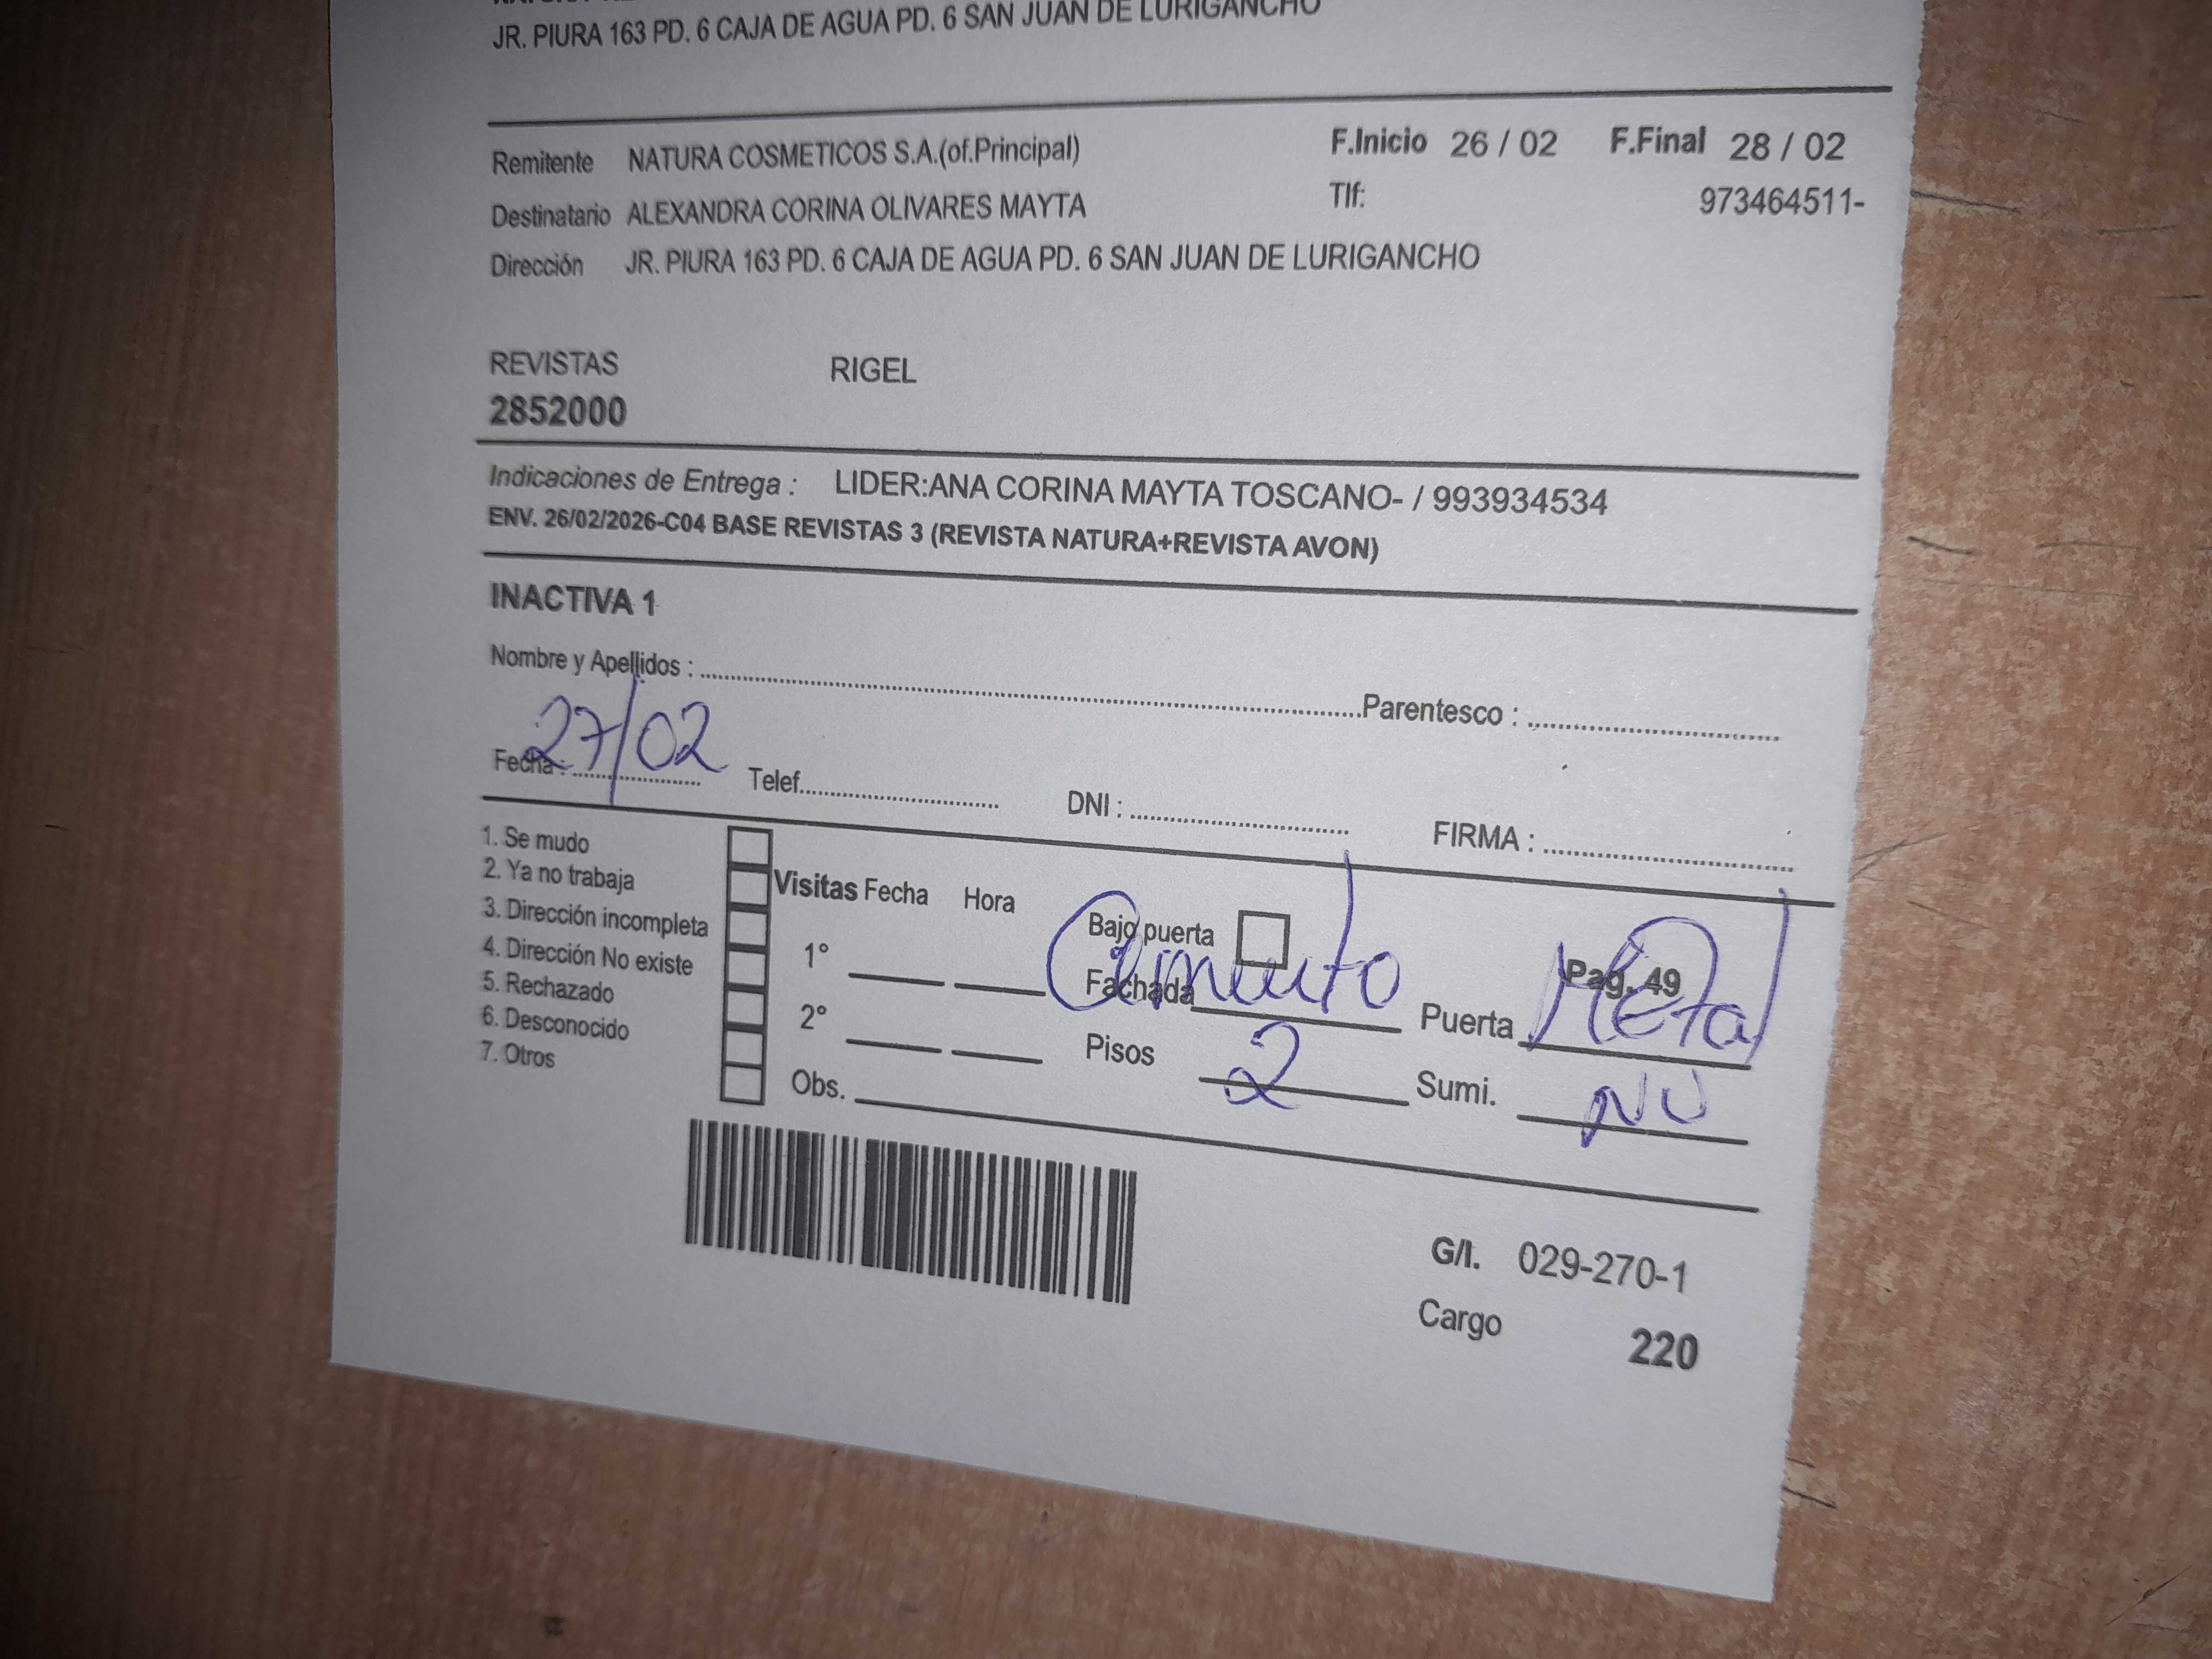 JR. PIURA 163 PD. 6 CAJA DE AGUA PD. 6 SAN JUAN DE LURIGANCHO
Remitente NATURA COSMETICOS S.A.(of.Principal) F.Inicio 26 / 02 F.Final 28 / 02
Destinatario ALEXANDRA CORINA OLIVARES MAYTA Tlf: 973464511-
Dirección JR. PIURA 163 PD. 6 CAJA DE AGUA PD. 6 SAN JUAN DE LURIGANCHO
REVISTAS RIGEL
2852000
Indicaciones de Entrega : LIDER:ANA CORINA MAYTA TOSCANO- / 993934534
ENV. 26/02/2026-C04 BASE REVISTAS 3 (REVISTA NATURA+REVISTA AVON)
INACTIVA 1
Nombre y Apellidos : Parentesco :
Fecha : 27/02 Telef. DNI : FIRMA :
1. Se mudo
2. Ya no trabaja Visitas Fecha Hora Bajo puerta
3. Dirección incompleta 1° Fachada Cemento Puerta Metal Pag. 49
4. Dirección No existe
5. Rechazado 2° Pisos 2 Sumi. NO
6. Desconocido
7. Otros Obs.
G/I. 029-270-1
Cargo 220